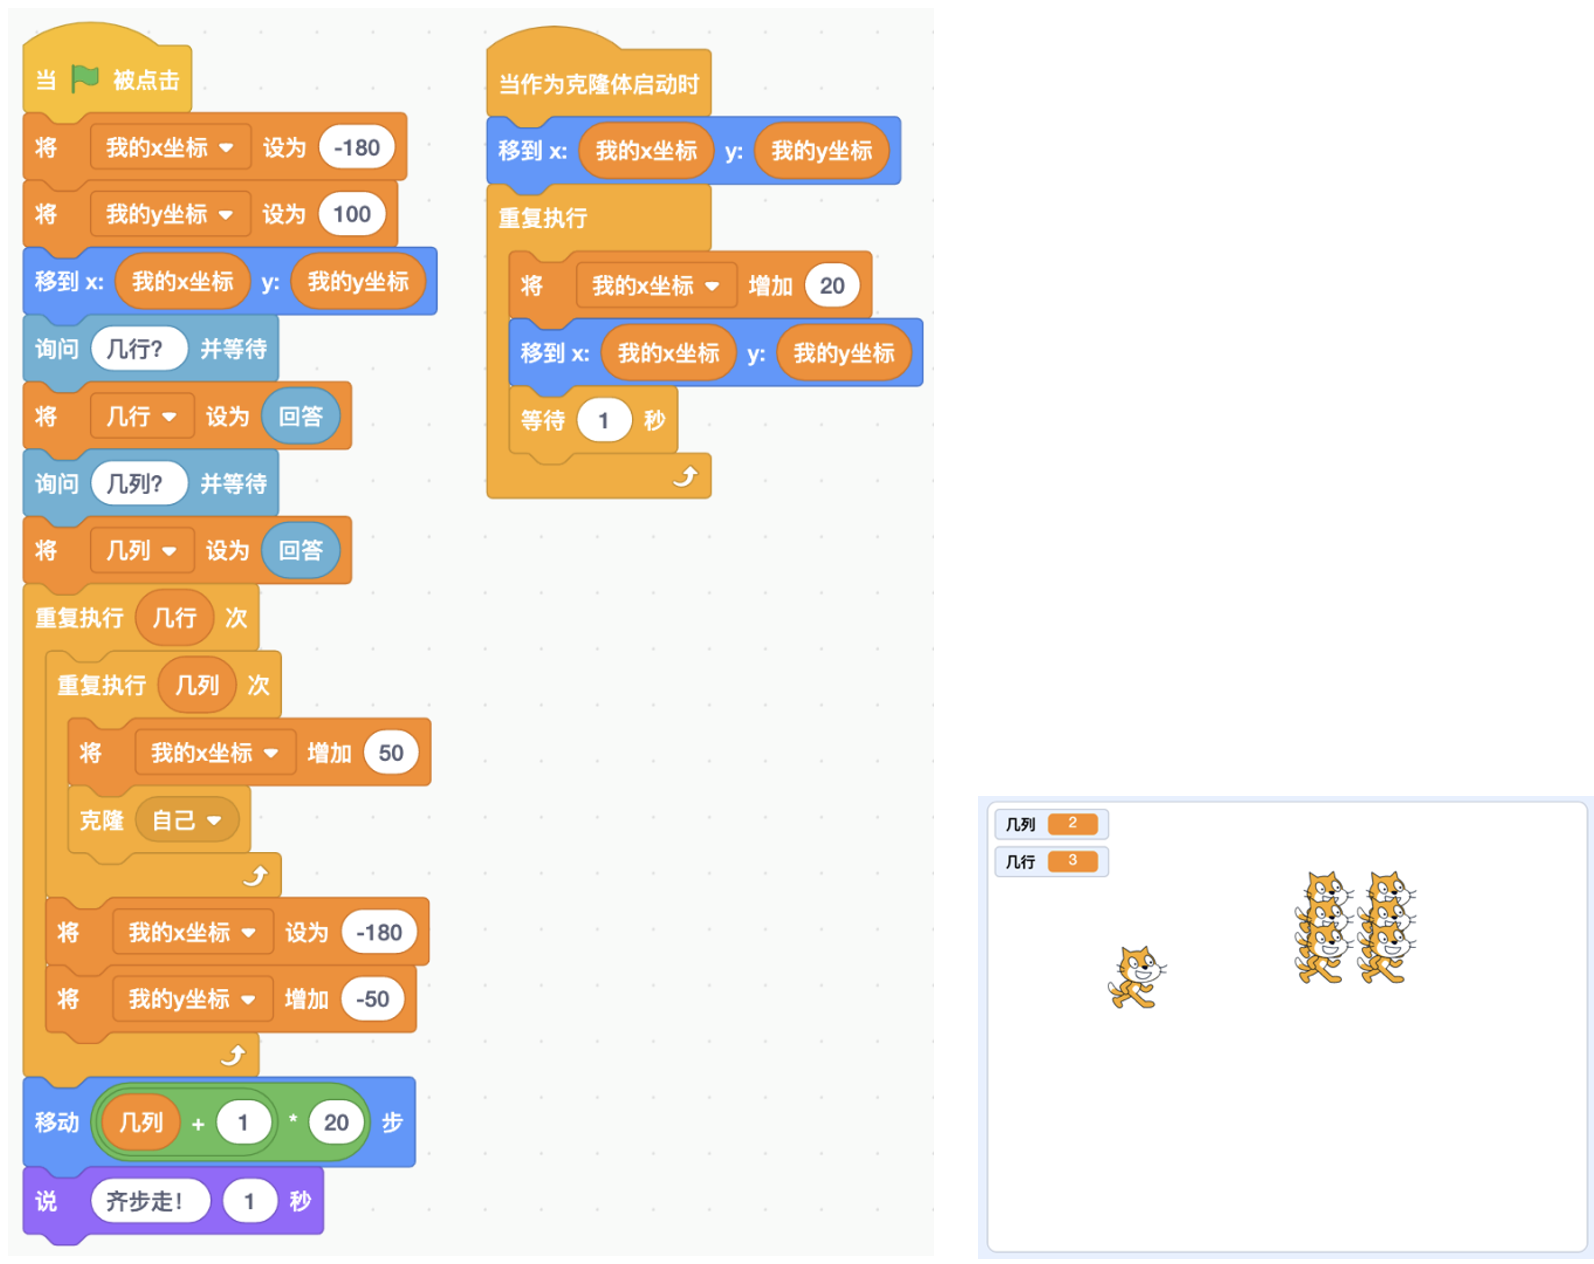 当 被点击
将 我的x坐标 设为 -180
将 我的y坐标 设为 100
移到 x: 我的x坐标 y: 我的y坐标
询问 几行? 并等待
将 几行 设为 回答
询问 几列? 并等待
将 几列 设为 回答
重复执行 几行 次
重复执行 几列 次
将 我的x坐标 增加 50
克隆 自己
将 我的x坐标 设为 -180
将 我的y坐标 增加 -50
移动 几列 + 1 * 20 步
说 齐步走! 1 秒
当作为克隆体启动时
移到 x: 我的x坐标 y: 我的y坐标
重复执行
将 我的x坐标 增加 20
移到 x: 我的x坐标 y: 我的y坐标
等待 1 秒
几列 2
几行 3